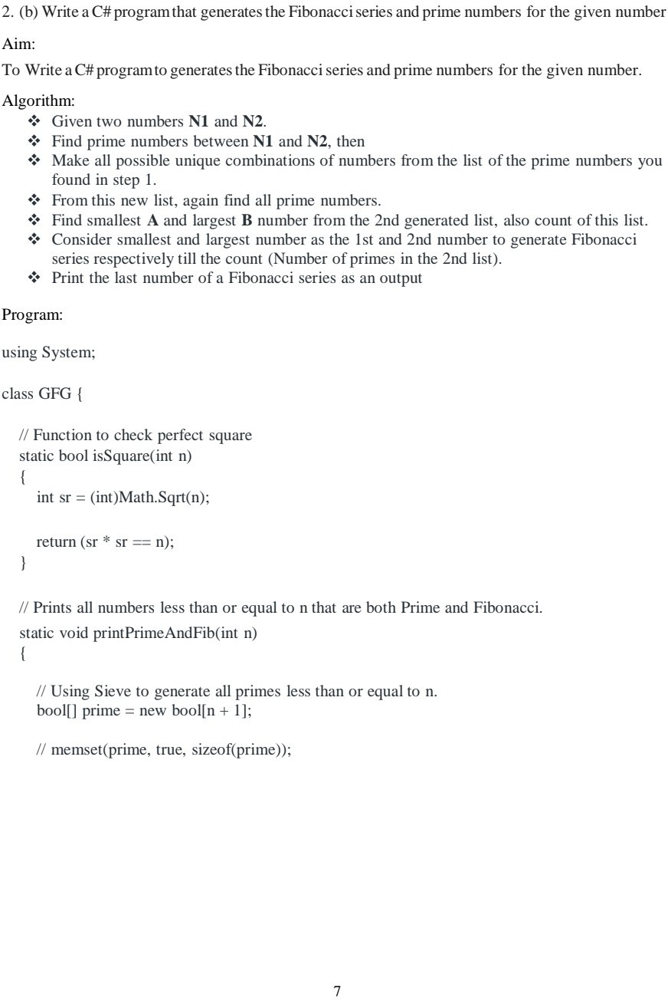 2. (b) Write a C# program that generates the Fibonacci series and prime numbers for the given number
Aim:
To Write a C# program to generates the Fibonacci series and prime numbers for the given number.
Algorithm:
❖ Given two numbers N1 and N2.
❖ Find prime numbers between N1 and N2, then
❖ Make all possible unique combinations of numbers from the list of the prime numbers you
found in step 1.
❖ From this new list, again find all prime numbers.
❖ Find smallest A and largest B number from the 2nd generated list, also count of this list.
❖ Consider smallest and largest number as the 1st and 2nd number to generate Fibonacci
series respectively till the count (Number of primes in the 2nd list).
❖ Print the last number of a Fibonacci series as an output
Program:
using System;
class GFG {
// Function to check perfect square
static bool isSquare(int n)
{
int sr = (int)Math.Sqrt(n);
return (sr * sr == n);
}
// Prints all numbers less than or equal to n that are both Prime and Fibonacci.
static void printPrimeAndFib(int n)
{
// Using Sieve to generate all primes less than or equal to n.
bool[] prime = new bool[n + 1];
// memset(prime, true, sizeof(prime));
7